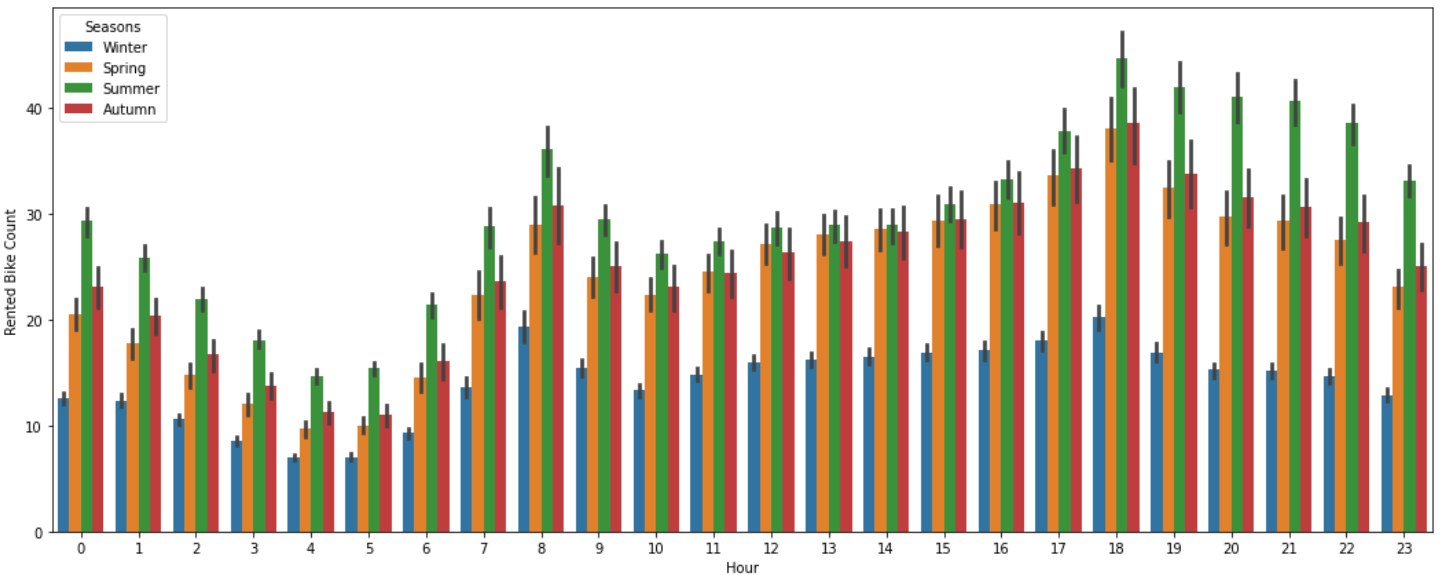 Seasons
Winter
Spring
Summer
Autumn
Rented Bike Count
40
30
20
10
0
0 1 2 3 4 5 6 7 8 9 10 11 12 13 14 15 16 17 18 19 20 21 22 23
Hour